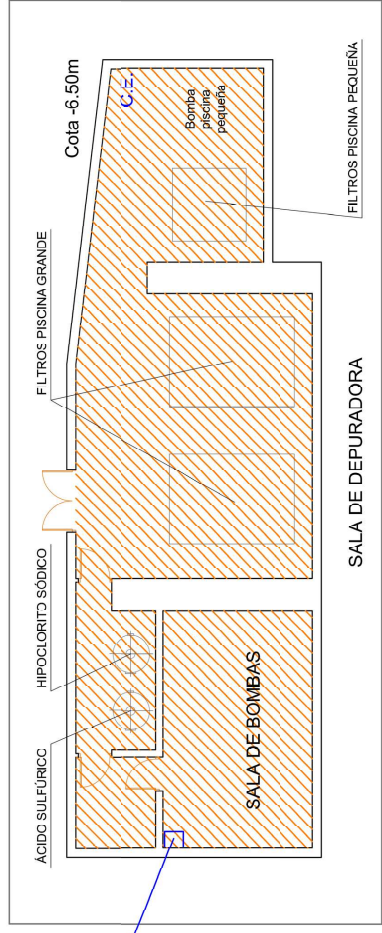 ÁCIDO SULFÚRICO
HIPOCLORITO SÓDICO
FILTROS PISCINA GRANDE
Cota -6.50m
C.E.
Bomba
piscina
pequeña
FILTROS PISCINA PEQUEÑA
SALA DE BOMBAS
SALA DE DEPURADORA